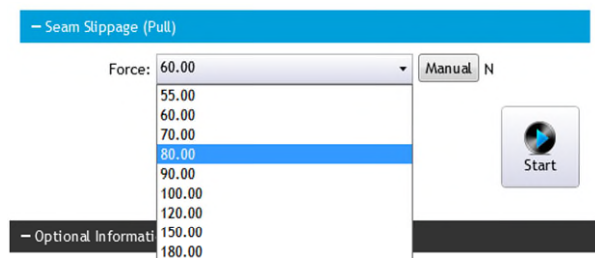 – Seam Slippage (Pull)
Force: 60.00 Manual N
55.00
60.00
70.00
80.00
90.00
100.00
120.00
150.00
180.00
Start
– Optional Informati